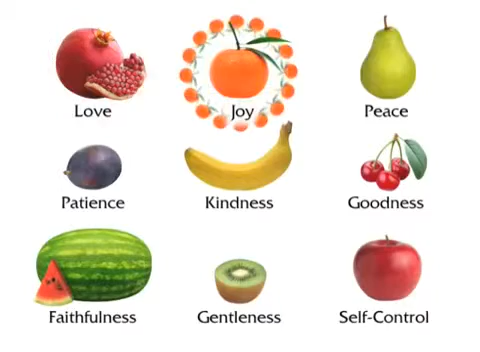 Love
Joy
Peace
Patience
Kindness
Goodness
Faithfulness
Gentleness
Self-Control